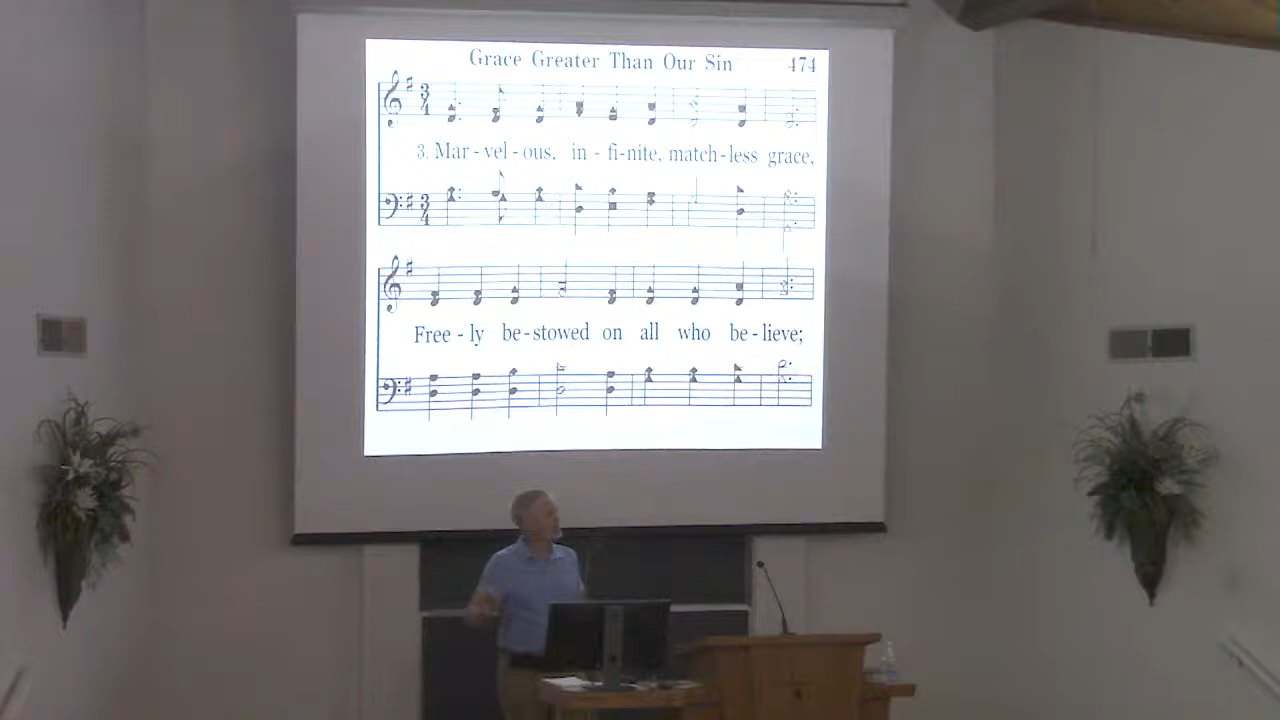 Grace Greater Than Our Sin 474
3. Mar - vel - ous, in - fi - nite, match - less grace,
Free - ly be - stowed on all who be - lieve;